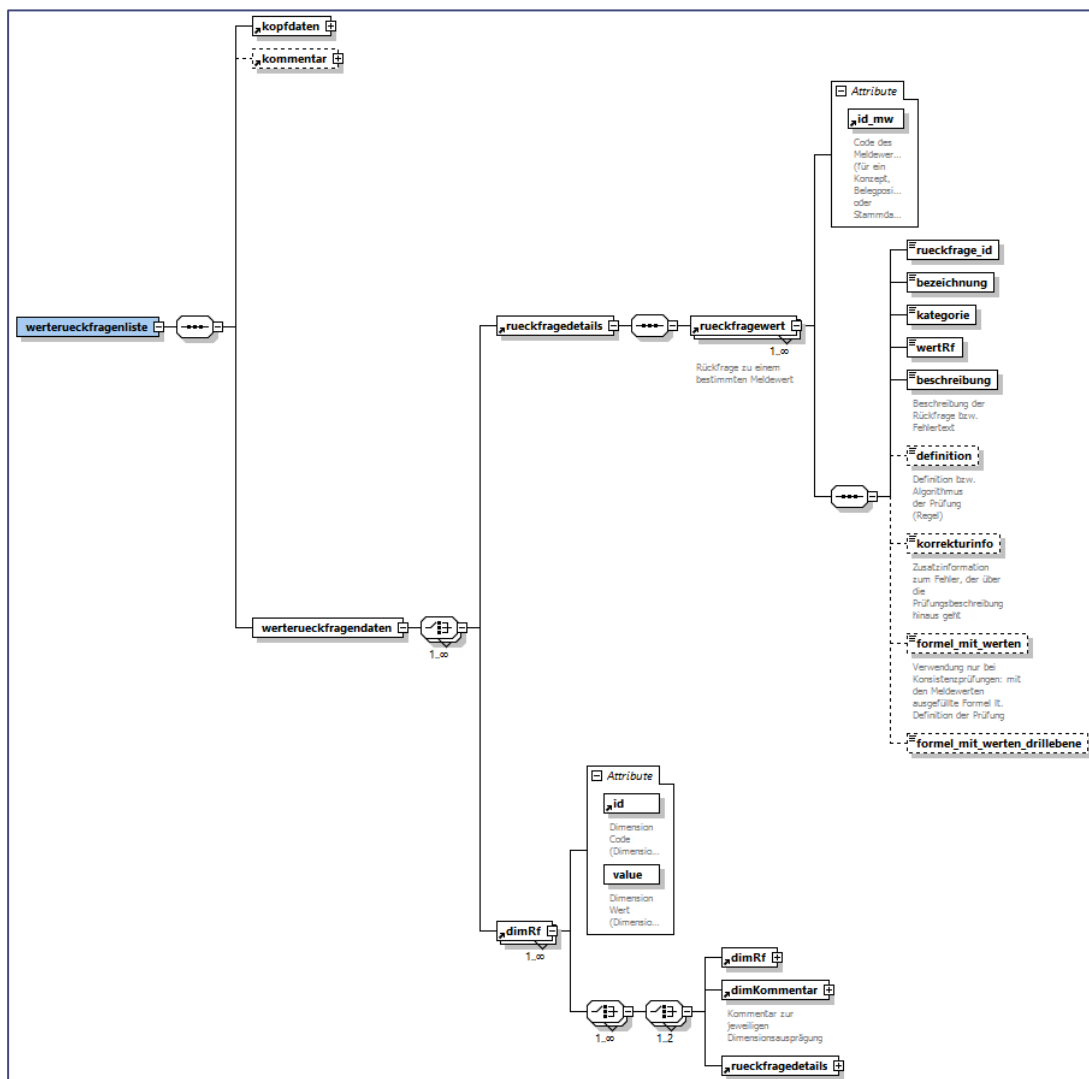 kopfdaten
kommentar
Attribute
id_mw
Code des
Meldewer...
(für ein
Konzept,
Belegposi...
oder
Stammda...
rueckfrage_id
bezeichnung
kategorie
wertRf
beschreibung
Beschreibung der
Rückfrage bzw.
Fehlertext
definition
Definition bzw.
Algorithmus
der Prüfung
(Regel)
korrekturinfo
Zusatzinformation
zum Fehler, der über
die
Prüfungsbeschreibung
hinaus geht
formel_mit_werten
Verwendung nur bei
Konsistenzprüfungen: mit
den Meldewerten
ausgefüllte Formel lt.
Definition der Prüfung
formel_mit_werten_drillebene
werterueckfragenliste
rueckfragedetails
rueckfragewert
1..∞
Rückfrage zu einem
bestimmten Meldewert
werterueckfragendaten
1..∞
Attribute
id
Dimension
Code
(Dimensio...
value
Dimension
Wert
(Dimensio...
dimRf
1..∞
1..∞
1..2
dimRf
dimKommentar
Kommentar zur
jeweiligen
Dimensionsausprägung
rueckfragedetails